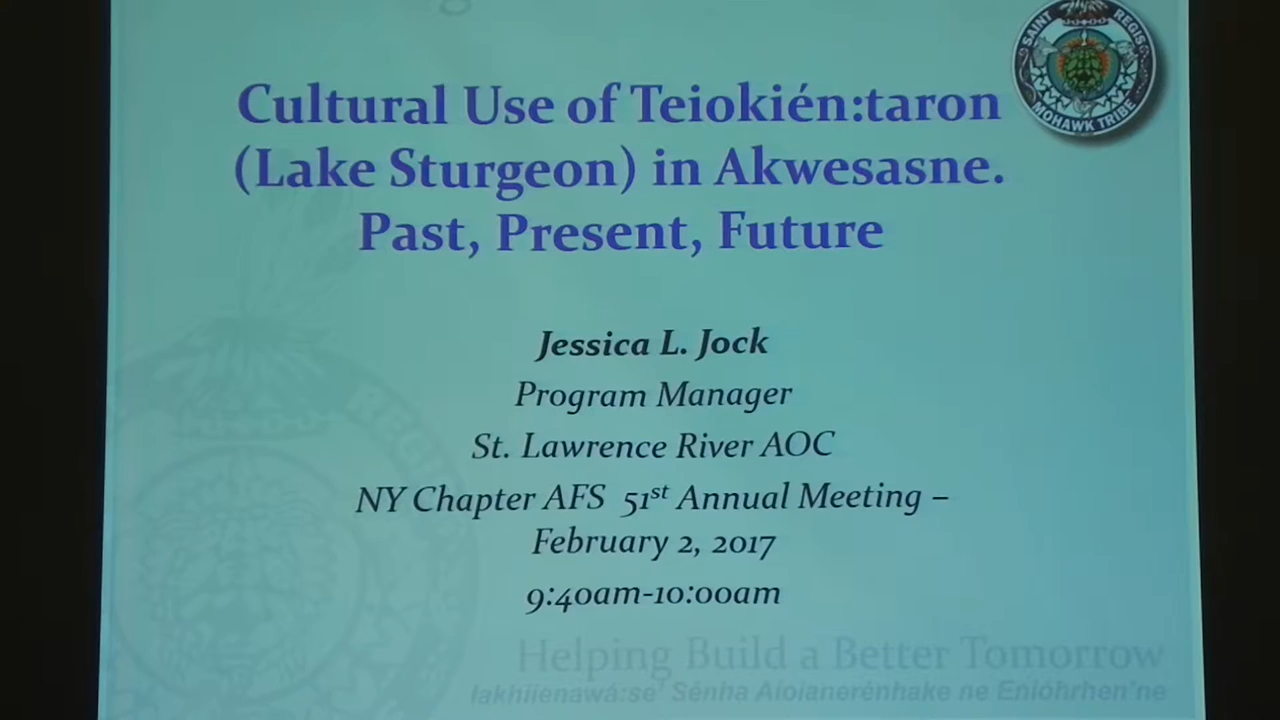 SAINT REGIS
MOHAWK TRIBE
Cultural Use of Teiokién:taron
(Lake Sturgeon) in Akwesasne.
Past, Present, Future
Jessica L. Jock
Program Manager
St. Lawrence River AOC
NY Chapter AFS 51st Annual Meeting –
February 2, 2017
9:40am-10:00am
REGIS
Helping Build a Better Tomorrow
Iakhiienawá:se' Sénha Aioianerénhake ne Enióhrhen'ne